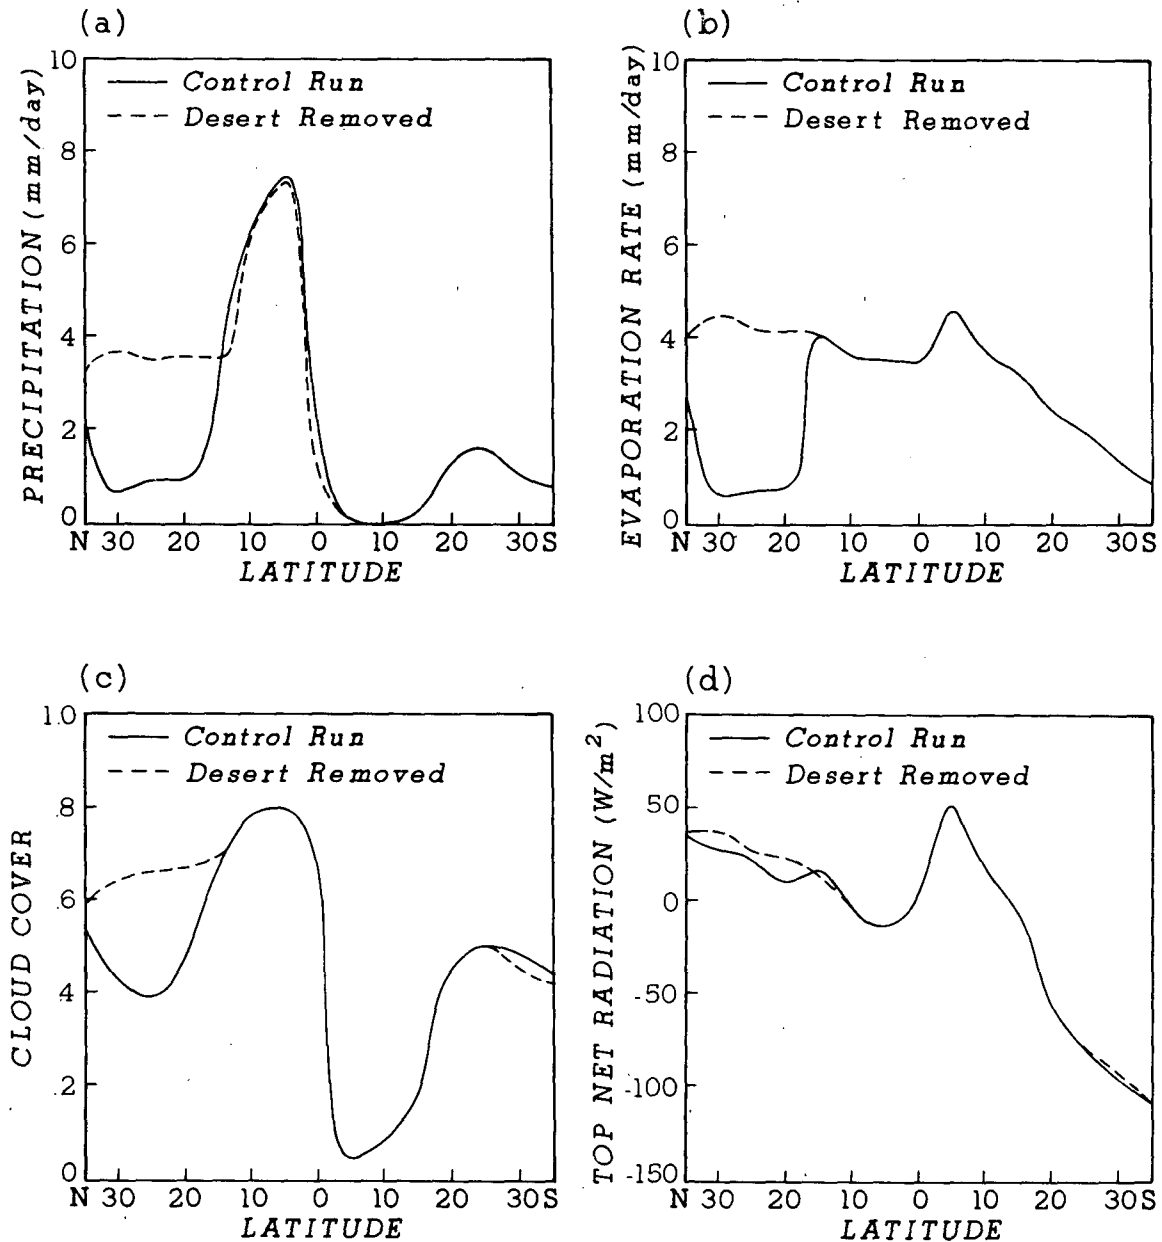 (a)
10
8
6
4
2
0
PRECIPITATION (mm/day)
Control Run
Desert Removed
N 30 20 10 0 10 20 30 S
LATITUDE
(b)
10
8
6
4
2
0
EVAPORATION RATE (mm/day)
Control Run
Desert Removed
N 30 20 10 0 10 20 30 S
LATITUDE
(c)
1.0
.8
.6
.4
.2
0
CLOUD COVER
Control Run
Desert Removed
N 30 20 10 0 10 20 30 S
LATITUDE
(d)
100
50
0
-50
-100
-150
TOP NET RADIATION (W/m²)
Control Run
Desert Removed
N 30 20 10 0 10 20 30 S
LATITUDE